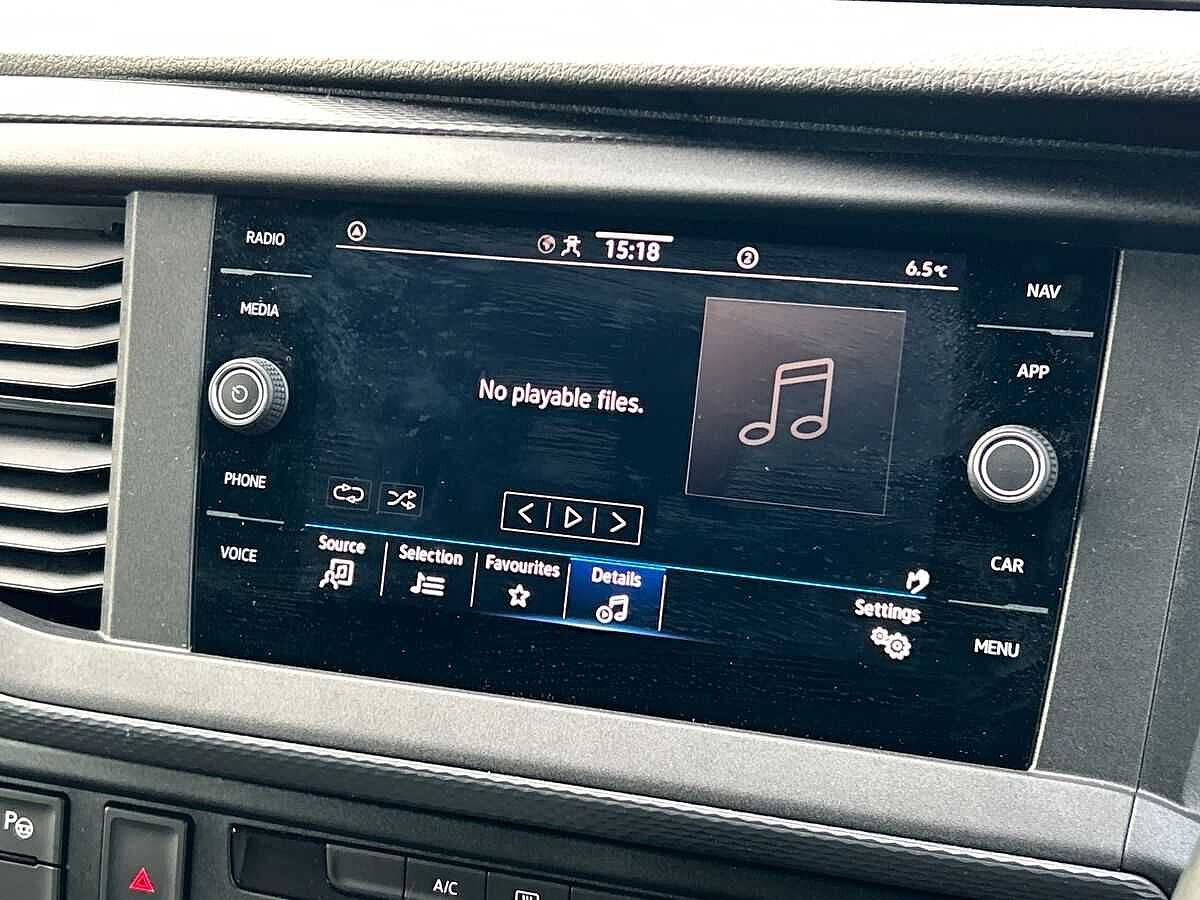 RADIO
MEDIA
PHONE
VOICE
15:18
2
6.5°C
No playable files.
Source
Selection
Favourites
Details
Settings
NAV
APP
CAR
MENU
P
A/C